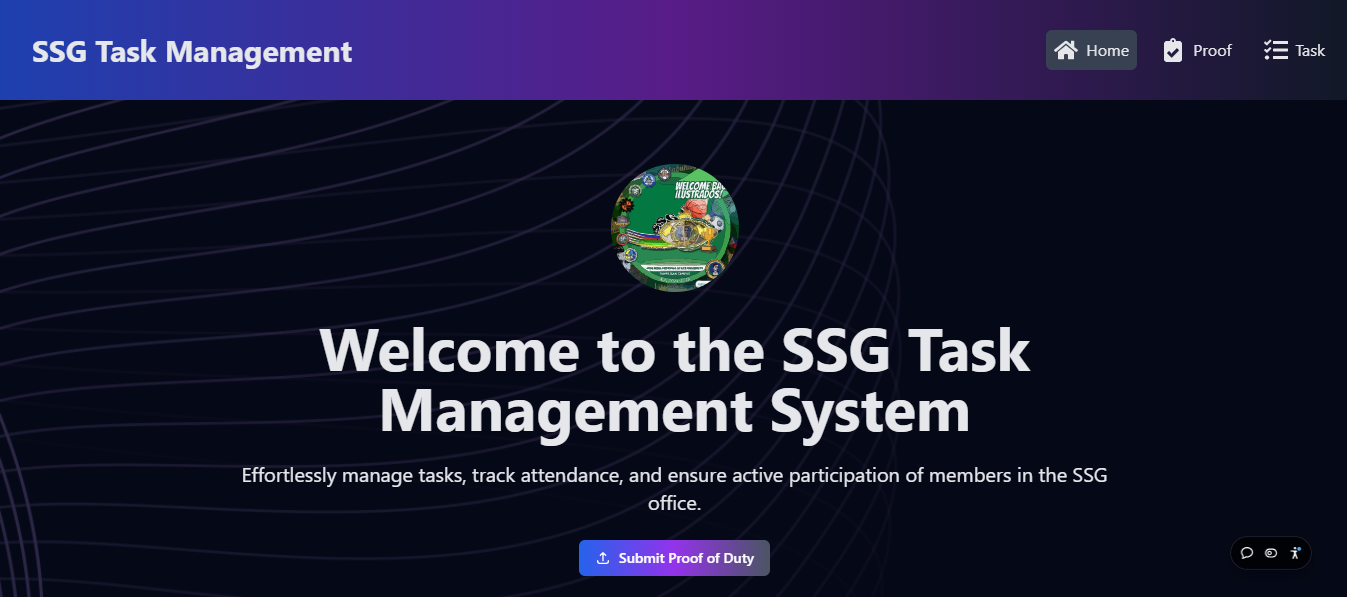 SSG Task Management
Home
Proof
Task
WELCOME BA
ILUSTRADOS!
Welcome to the SSG Task
Management System
Effortlessly manage tasks, track attendance, and ensure active participation of members in the SSG
office.
Submit Proof of Duty